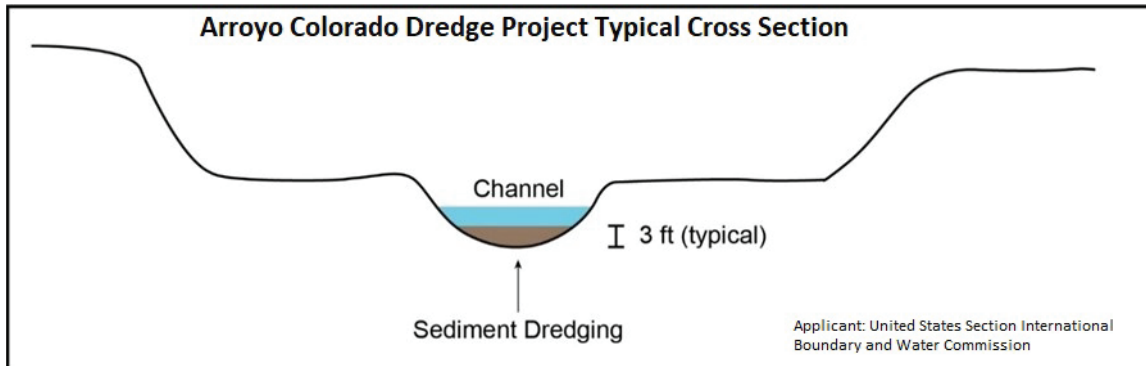 Arroyo Colorado Dredge Project Typical Cross Section
Channel
3 ft (typical)
Sediment Dredging
Applicant: United States Section International
Boundary and Water Commission